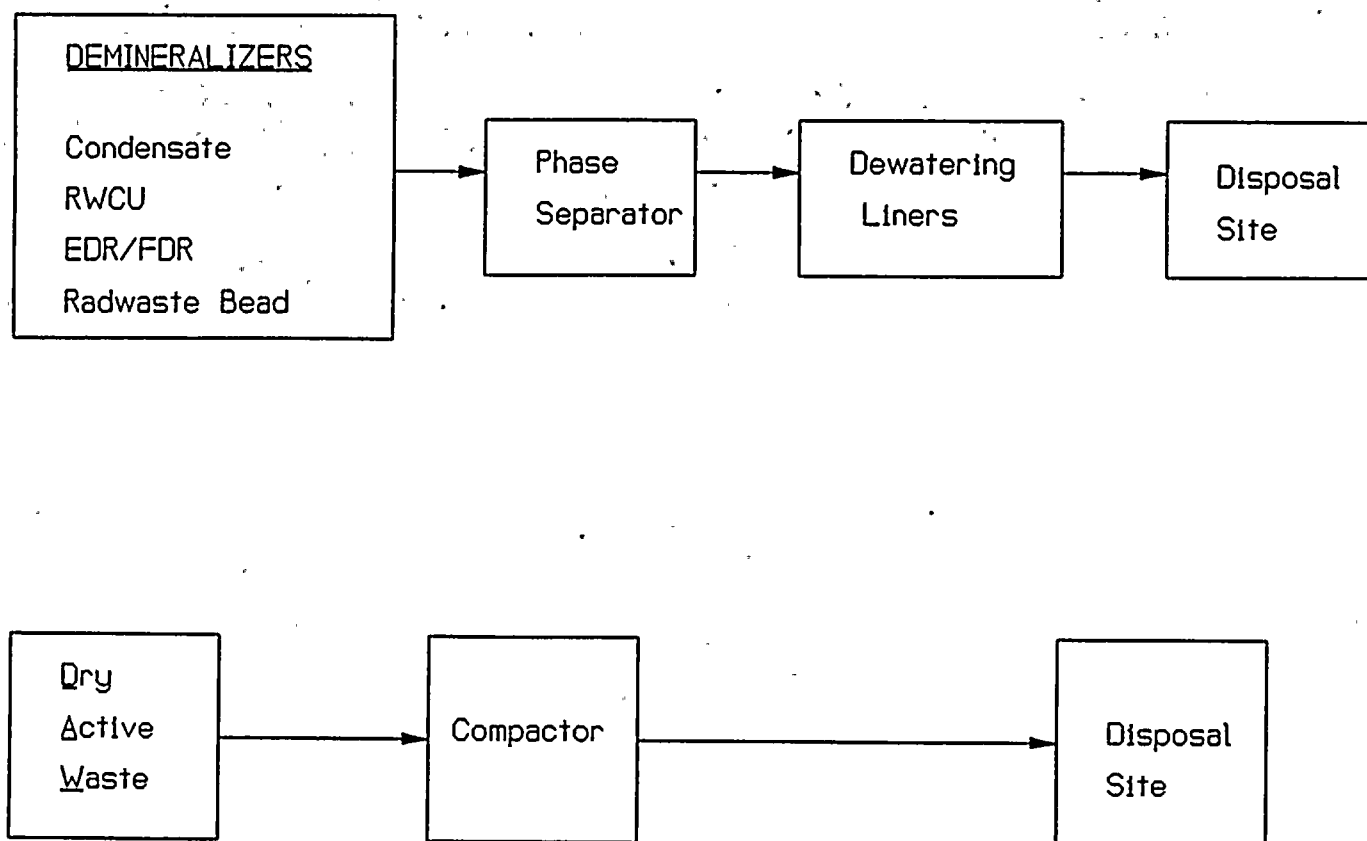 DEMINERALIZERS
Condensate
RWCU
EDR/FDR
Radwaste Bead
Phase
Separator
Dewatering
Liners
Disposal
Site
Dry
Active
Waste
Compactor
Disposal
Site